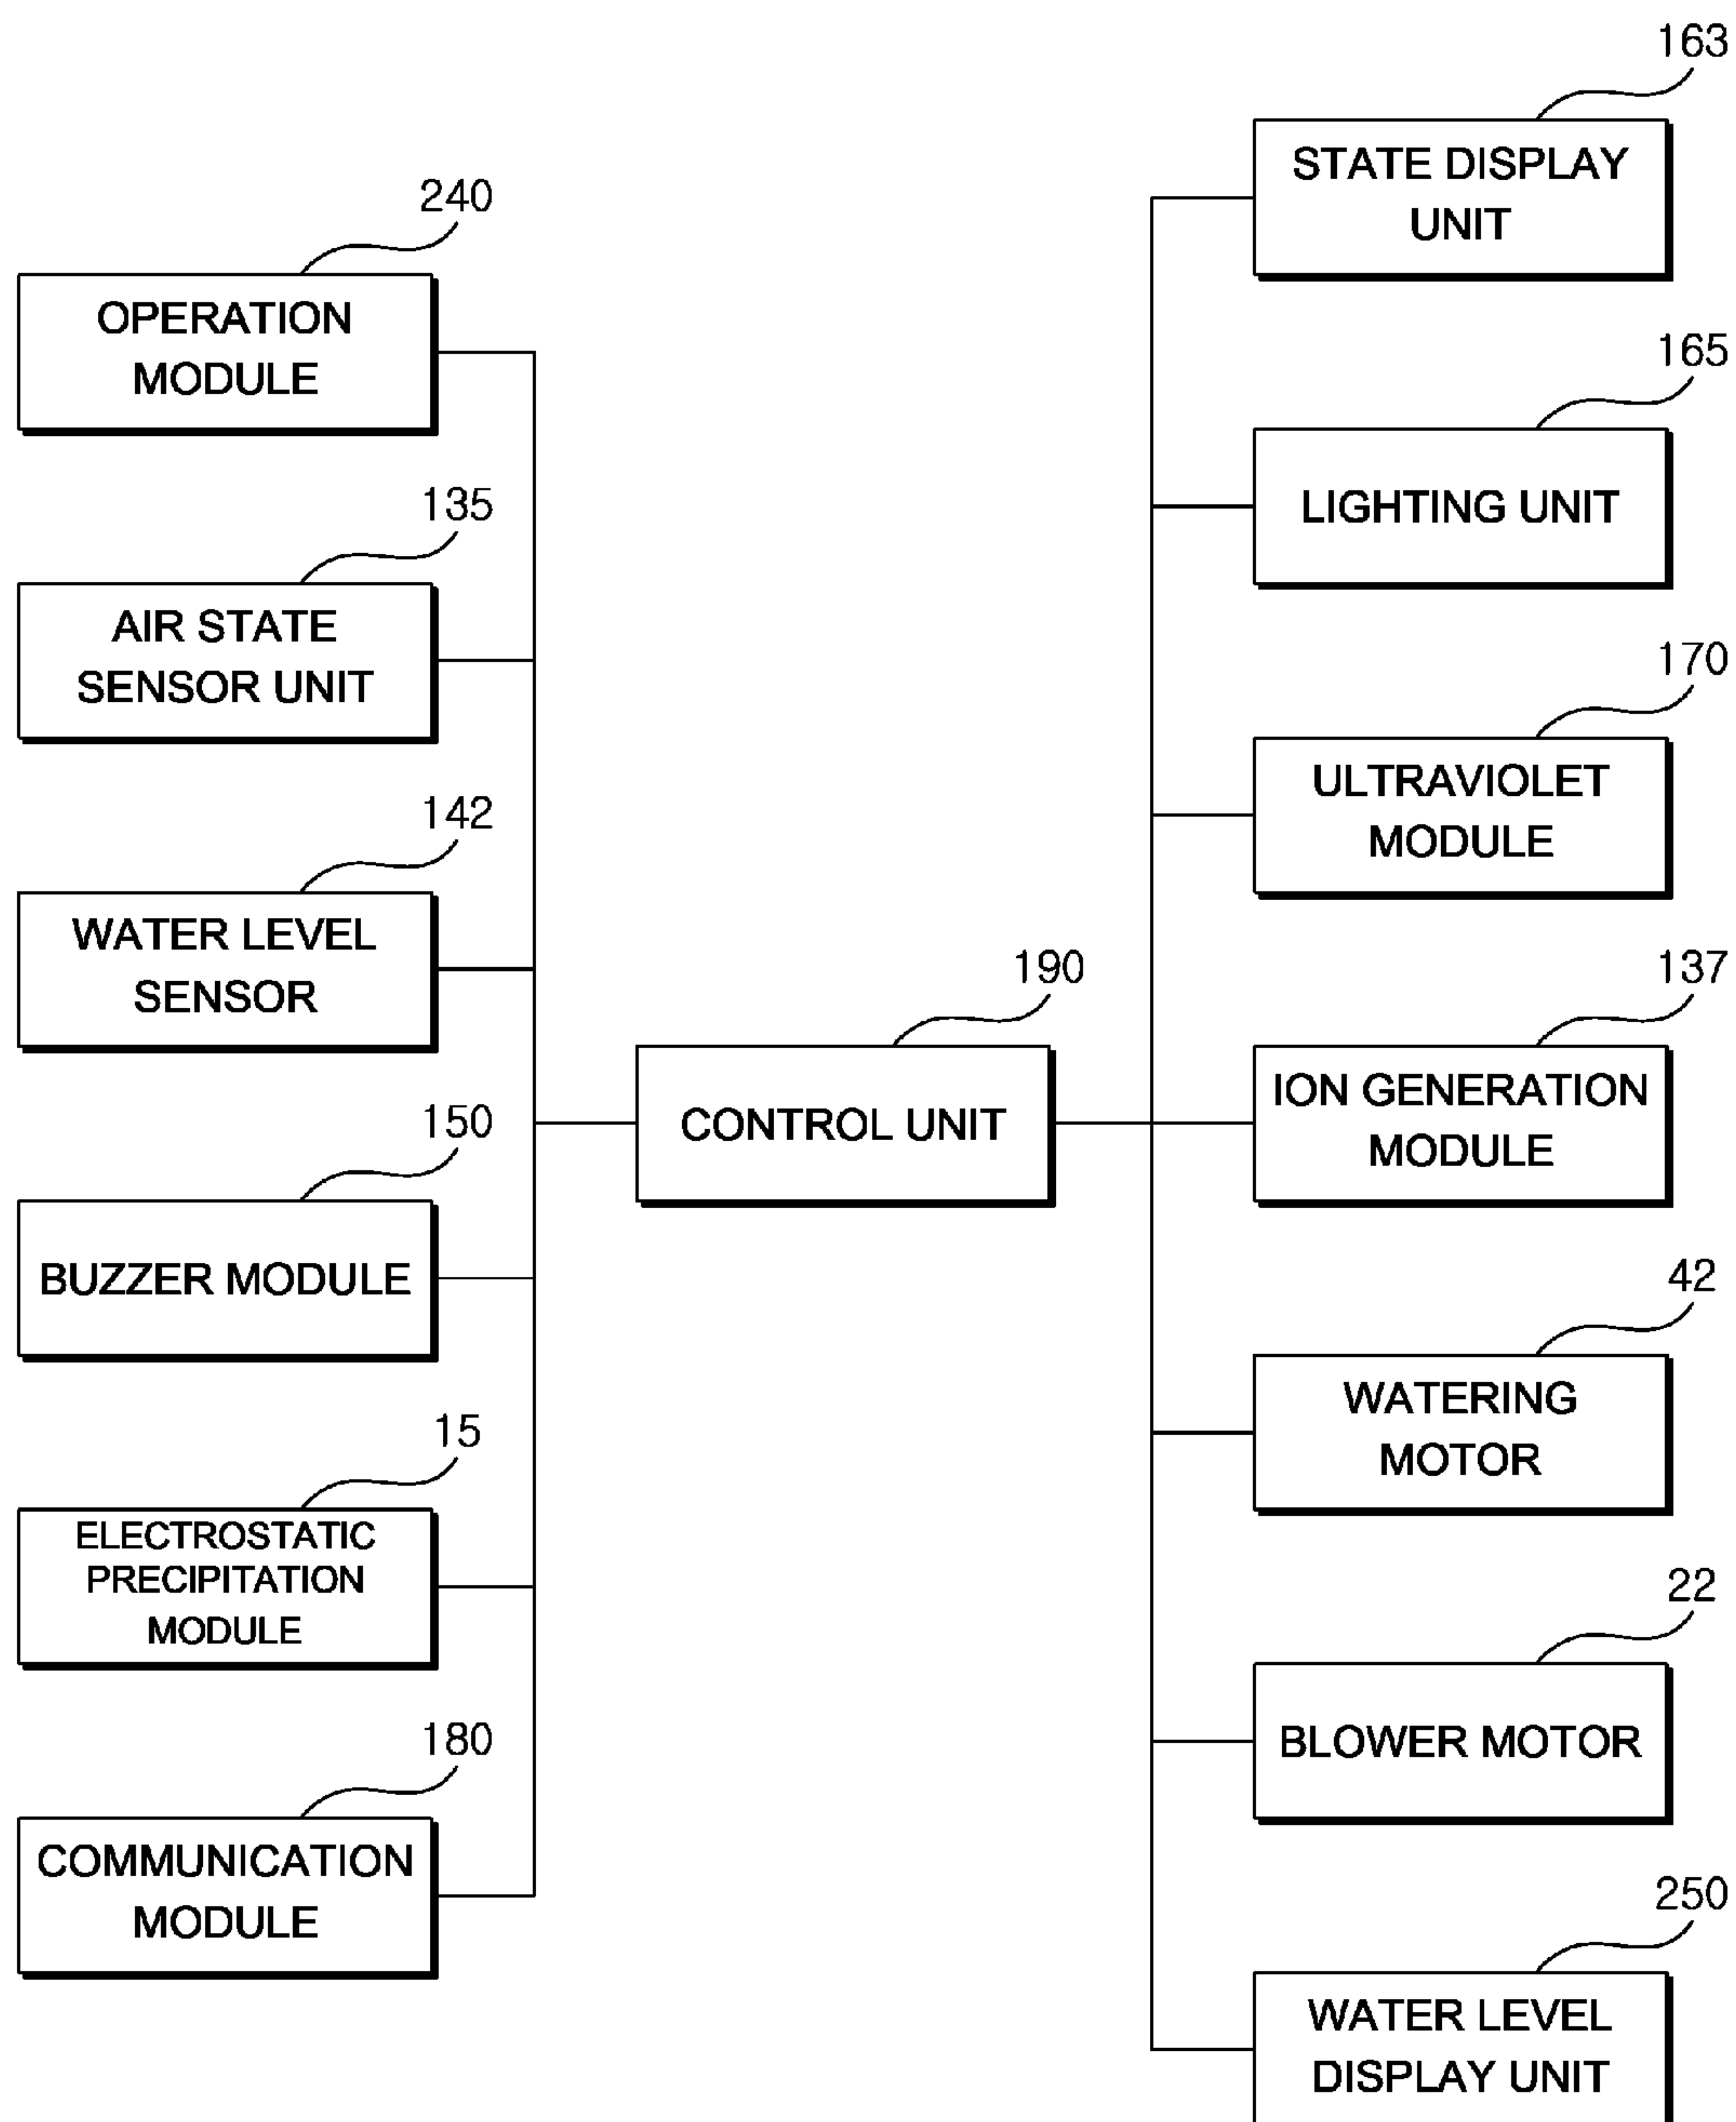 240
OPERATION
MODULE
135
AIR STATE
SENSOR UNIT
142
WATER LEVEL
SENSOR
150
BUZZER MODULE
15
ELECTROSTATIC
PRECIPITATION
MODULE
180
COMMUNICATION
MODULE
190
CONTROL UNIT
163
STATE DISPLAY
UNIT
165
LIGHTING UNIT
170
ULTRAVIOLET
MODULE
137
ION GENERATION
MODULE
42
WATERING
MOTOR
22
BLOWER MOTOR
250
WATER LEVEL
DISPLAY UNIT